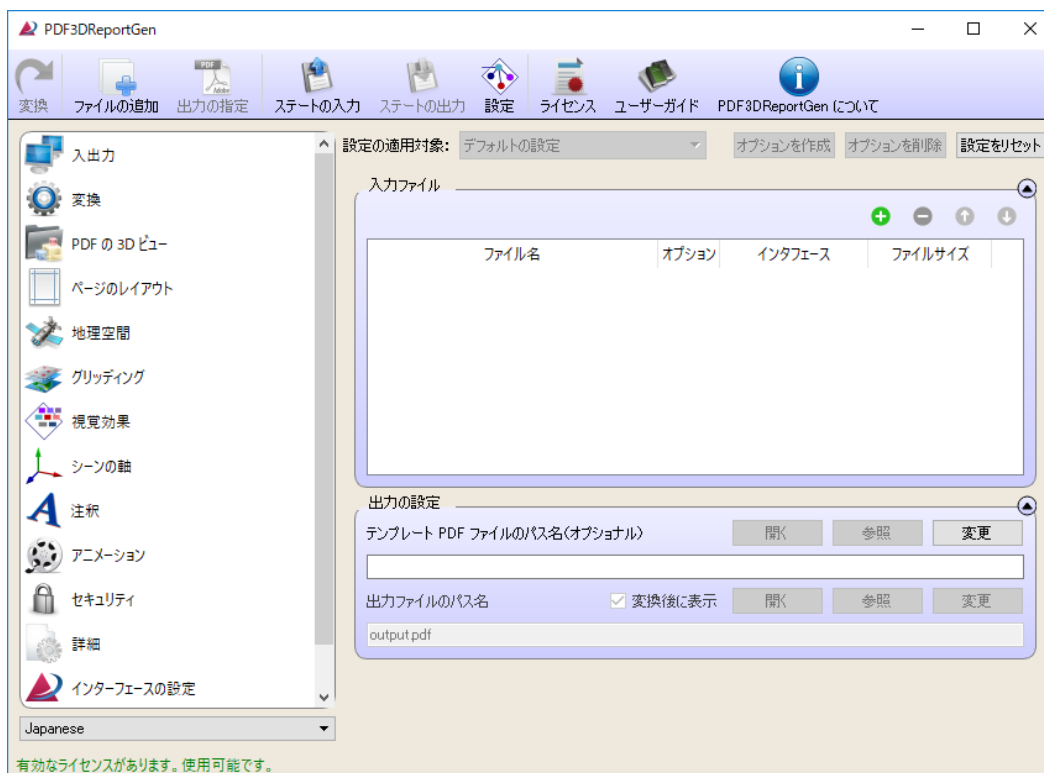 PDF3DReportGen
変換 ファイルの追加 出力の指定 ステートの入力 ステートの出力 設定 ライセンス ユーザーガイド PDF3DReportGen について
PDF
Adobe
入出力
変換
PDF の 3D ビュー
ページのレイアウト
地理空間
グリッディング
視覚効果
シーンの軸
注釈
アニメーション
セキュリティ
詳細
インターフェースの設定
Japanese
有効なライセンスがあります。使用可能です。
設定の適用対象: デフォルトの設定 オプションを作成 オプションを削除 設定をリセット
入力ファイル
ファイル名 オプション インタフェース ファイルサイズ
出力の設定
テンプレート PDF ファイルのパス名(オプショナル) 開く 参照 変更
出力ファイルのパス名 変換後に表示 開く 参照 変更
output.pdf